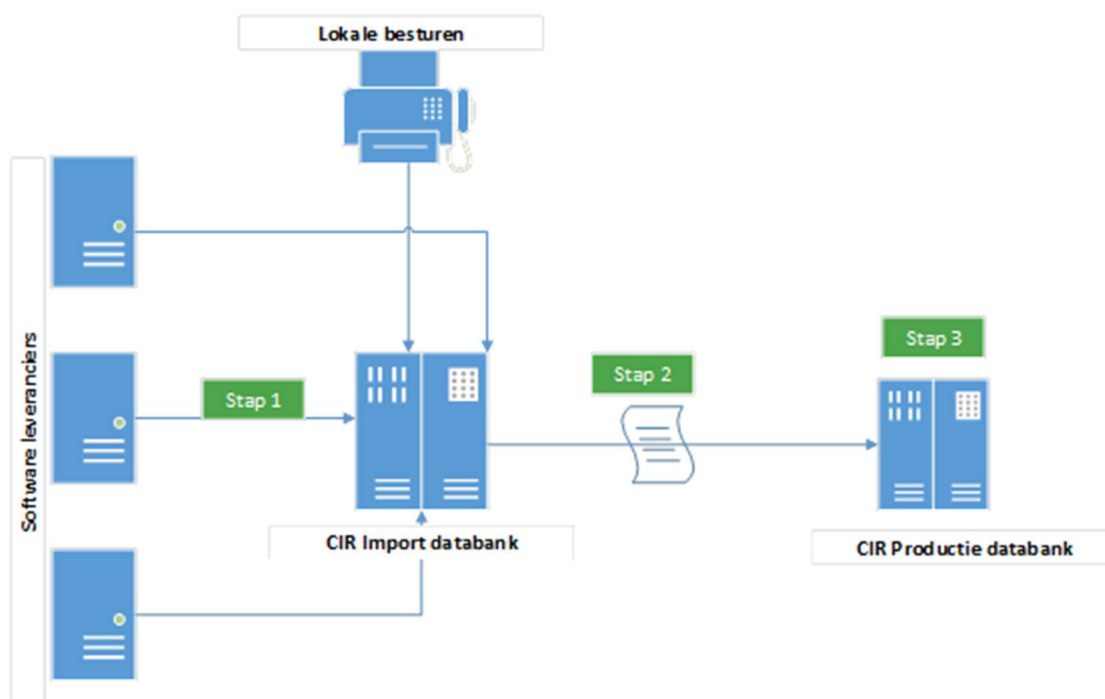 Lokale besturen
Software leveranciers
Stap 1
Stap 2
Stap 3
CIR Import databank
CIR Productie databank